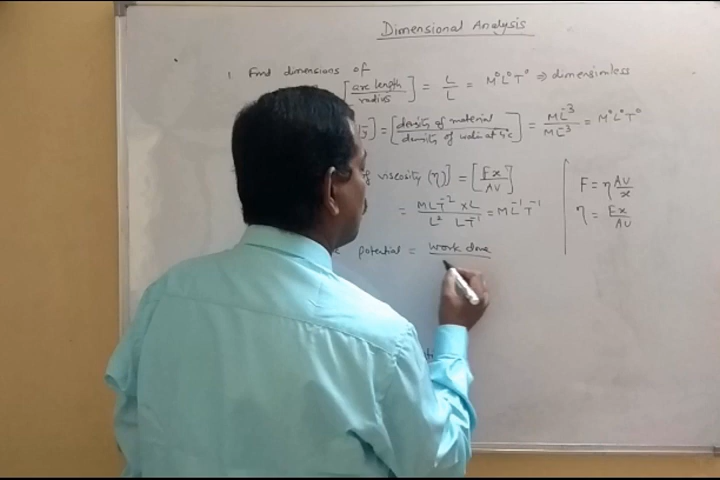 Dimensional Analysis
1. Find dimensions of
[arc length / radius] = L/L = M⁰L⁰T⁰ ⇒ dimensionless
] = [density of material / density of water at 4°c] = ML⁻³/ML⁻³ = M⁰L⁰T⁰
of viscosity (η)] = [Fx/AV]
= MLT⁻² × L / L² LT⁻¹ = ML⁻¹T⁻¹
F = η AV/x
η = Fx/AV
potential = work done